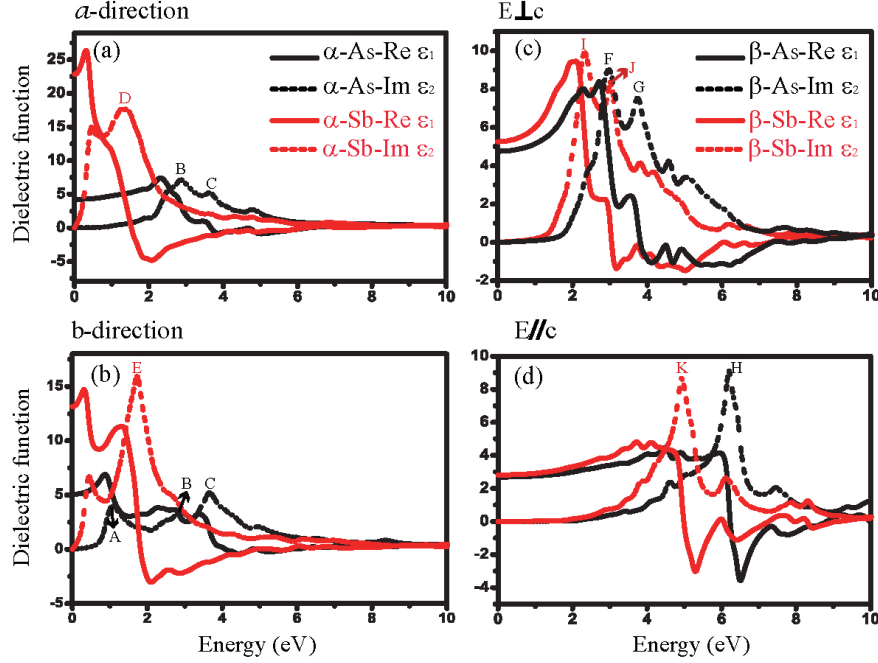 a-direction
(a)
α-As-Re ε₁
α-As-Im ε₂
α-Sb-Re ε₁
α-Sb-Im ε₂
D
B
C
25
20
15
10
5
0
-5
0 2 4 6 8 10
Dielectric function
E⊥c
(c)
β-As-Re ε₁
β-As-Im ε₂
β-Sb-Re ε₁
β-Sb-Im ε₂
I
F
J
G
10
8
6
4
2
0
-2
0 2 4 6 8 10
b-direction
(b)
E
B
C
A
15
10
5
0
-5
0 2 4 6 8 10
Dielectric function
Energy (eV)
E//c
(d)
K
H
10
8
6
4
2
0
-2
-4
0 2 4 6 8 10
Energy (eV)